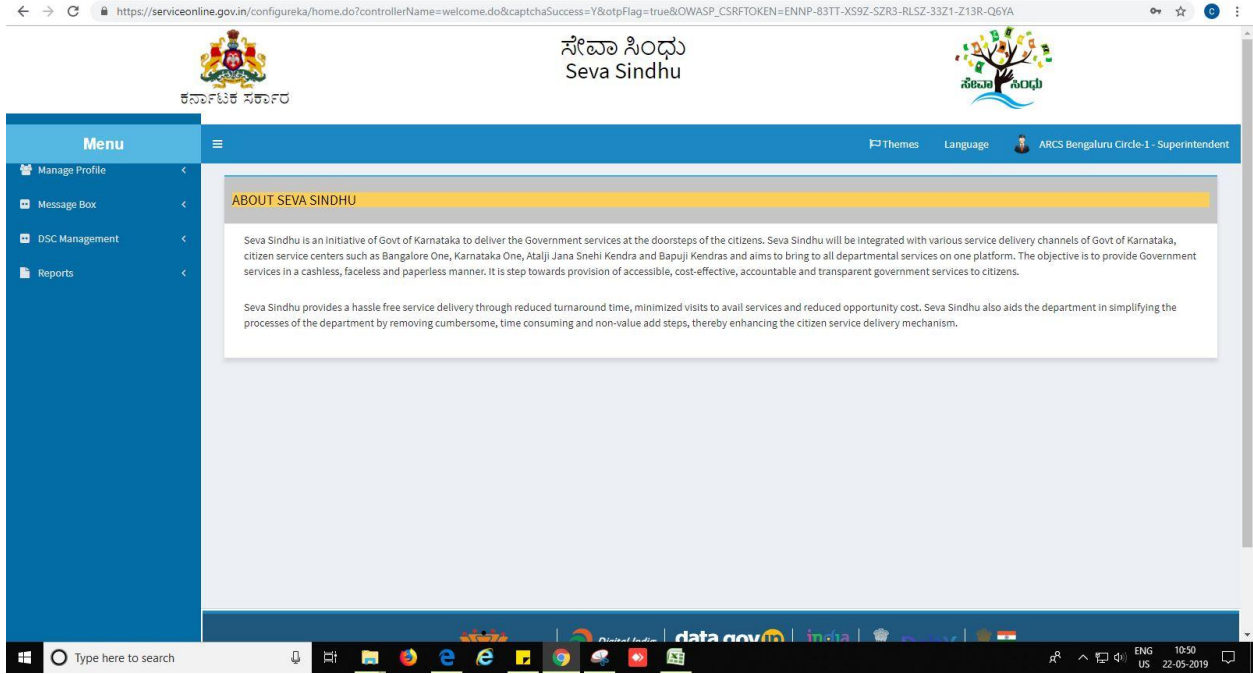 https://serviceonline.gov.in/configureka/home.do?controllerName=welcome.do&captchaSuccess=Y&otpFlag=true&OWASP_CSRFTOKEN=ENNP-83TT-XS9Z-SZR3-RLSZ-33Z1-Z13R-Q6YA
C
ಕರ್ನಾಟಕ ಸರ್ಕಾರ
ಸೇವಾ ಸಿಂಧು
Seva Sindhu
ಸೇವಾ ಸಿಂಧು
Menu
Themes Language ARCS Bengaluru Circle-1 - Superintendent
Manage Profile
Message Box
DSC Management
Reports
ABOUT SEVA SINDHU
Seva Sindhu is an initiative of Govt of Karnataka to deliver the Government services at the doorsteps of the citizens. Seva Sindhu will be integrated with various service delivery channels of Govt of Karnataka,
citizen service centers such as Bangalore One, Karnataka One, Atalji Jana Snehi Kendra and Bapuji Kendras and aims to bring to all departmental services on one platform. The objective is to provide Government
services in a cashless, faceless and paperless manner. It is step towards provision of accessible, cost-effective, accountable and transparent government services to citizens.
Seva Sindhu provides a hassle free service delivery through reduced turnaround time, minimized visits to avail services and reduced opportunity cost. Seva Sindhu also aids the department in simplifying the
processes of the department by removing cumbersome, time consuming and non-value add steps, thereby enhancing the citizen service delivery mechanism.
Digital India data.gov in india
Type here to search
ENG 10:50
US 22-05-2019